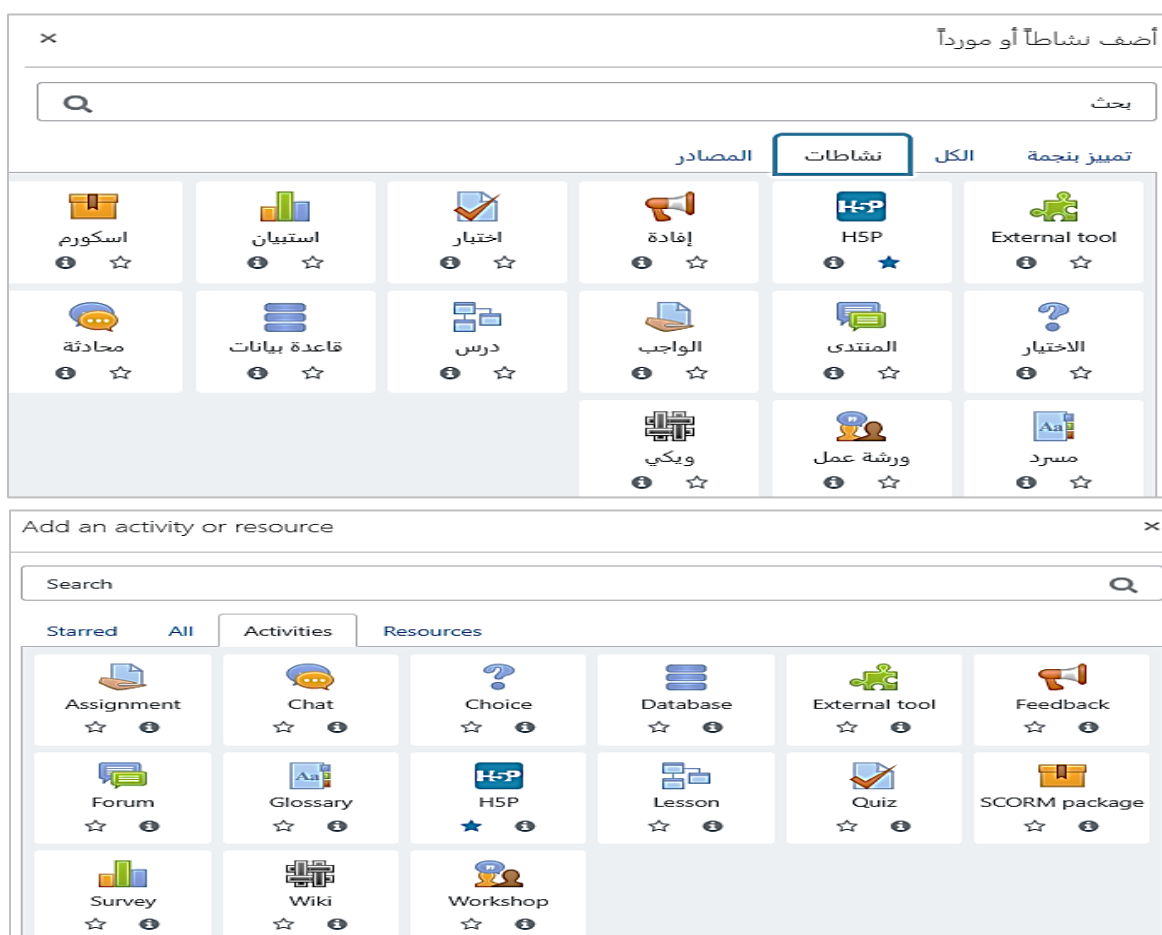 أضف نشاطاً أو مورداً ×
بحث
تمييز بنجمة الكل نشاطات المصادر
External tool H5P إفادة اختبار استبيان اسكورم
الاختيار المنتدى الواجب درس قاعدة بيانات محادثة
مسرد ورشة عمل ويكي
Add an activity or resource ×
Search
Starred All Activities Resources
Assignment Chat Choice Database External tool Feedback
Forum Glossary H5P Lesson Quiz SCORM package
Survey Wiki Workshop